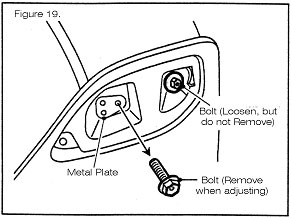 Figure 19.
Bolt (Loosen, but
do not Remove)
Metal Plate
Bolt (Remove
when adjusting)